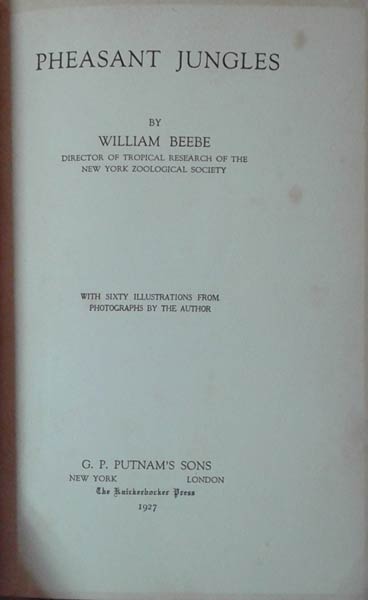 PHEASANT JUNGLES
BY
WILLIAM BEEBE
DIRECTOR OF TROPICAL RESEARCH OF THE
NEW YORK ZOOLOGICAL SOCIETY
WITH SIXTY ILLUSTRATIONS FROM
PHOTOGRAPHS BY THE AUTHOR
G. P. PUTNAM'S SONS
NEW YORK LONDON
The Knickerbocker Press
1927